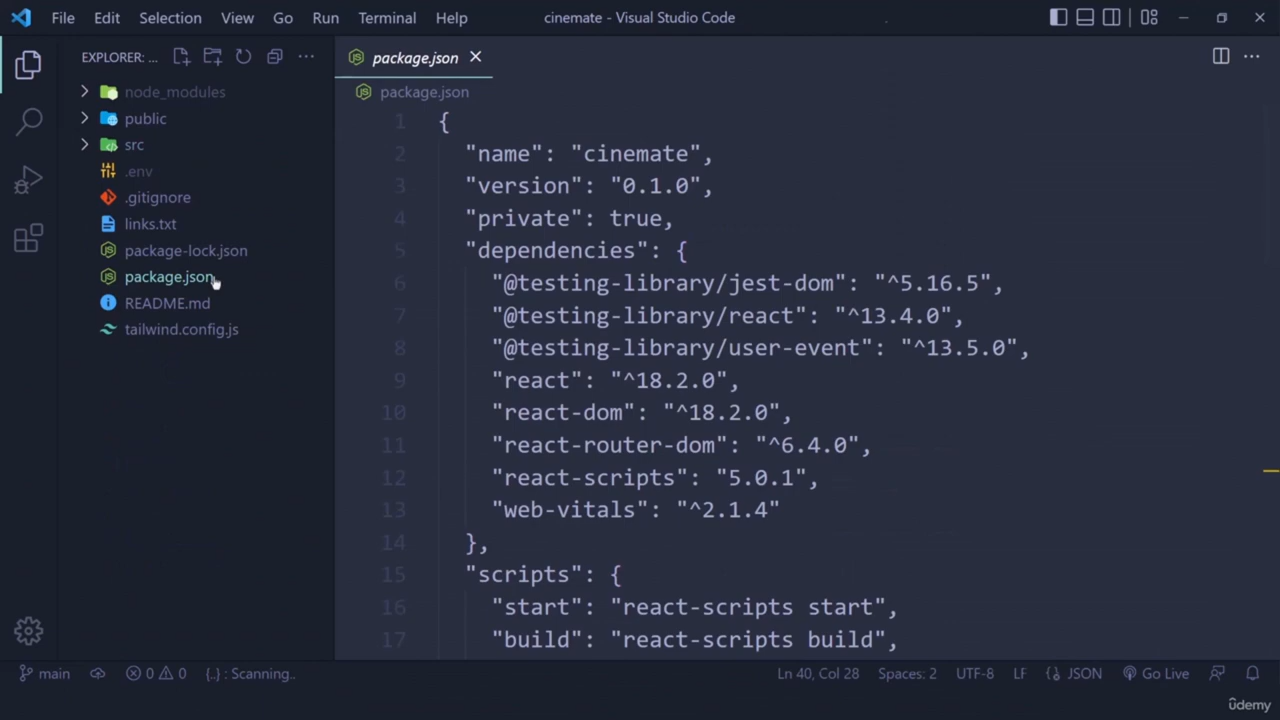 File Edit Selection View Go Run Terminal Help cinemate - Visual Studio Code
EXPLORER: ...
node_modules
public
src
.env
.gitignore
links.txt
package-lock.json
package.json
README.md
tailwind.config.js
package.json
package.json
1 {
2 "name": "cinemate",
3 "version": "0.1.0",
4 "private": true,
5 "dependencies": {
6 "@testing-library/jest-dom": "^5.16.5",
7 "@testing-library/react": "^13.4.0",
8 "@testing-library/user-event": "^13.5.0",
9 "react": "^18.2.0",
10 "react-dom": "^18.2.0",
11 "react-router-dom": "^6.4.0",
12 "react-scripts": "5.0.1",
13 "web-vitals": "^2.1.4"
14 },
15 "scripts": {
16 "start": "react-scripts start",
17 "build": "react-scripts build",
main 0 0 {..} : Scanning.. Ln 40, Col 28 Spaces: 2 UTF-8 LF JSON Go Live
udemy